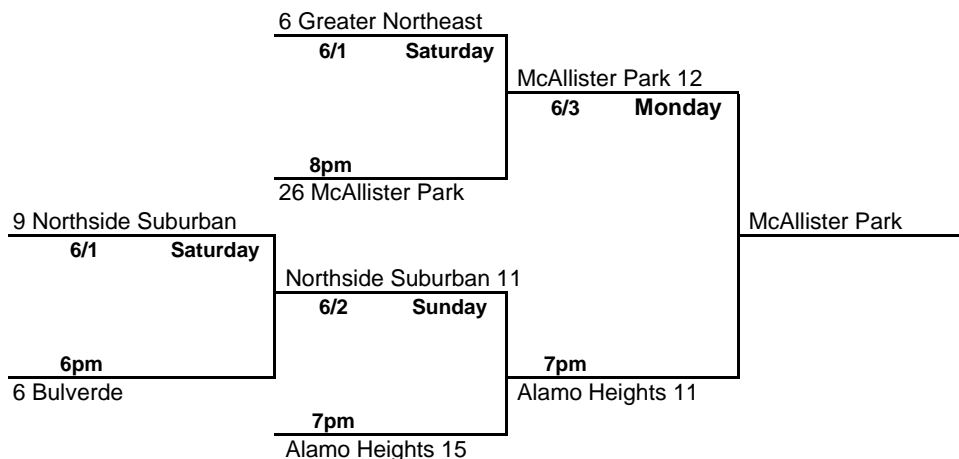 6 Greater Northeast
6/1 Saturday
McAllister Park 12
6/3 Monday
8pm
26 McAllister Park
9 Northside Suburban
McAllister Park
6/1 Saturday
Northside Suburban 11
6/2 Sunday
6pm
7pm
6 Bulverde
Alamo Heights 11
7pm
Alamo Heights 15